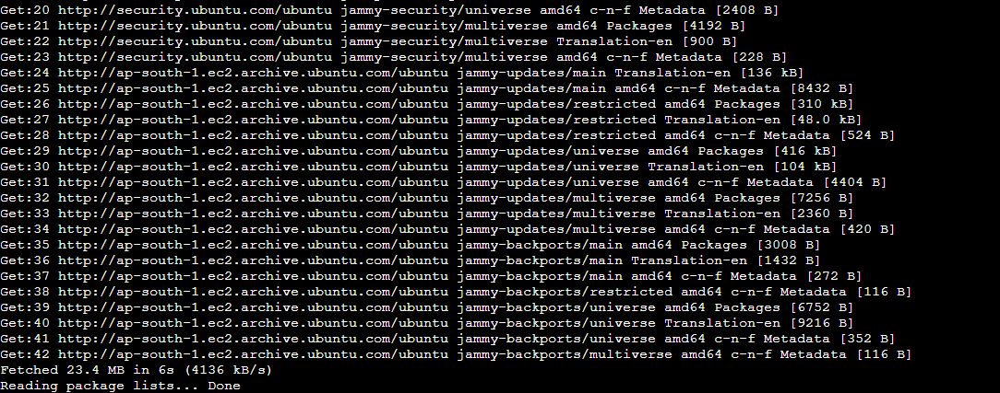 Get:20 http://security.ubuntu.com/ubuntu jammy-security/universe amd64 c-n-f Metadata [2408 B]
Get:21 http://security.ubuntu.com/ubuntu jammy-security/multiverse amd64 Packages [4192 B]
Get:22 http://security.ubuntu.com/ubuntu jammy-security/multiverse Translation-en [900 B]
Get:23 http://security.ubuntu.com/ubuntu jammy-security/multiverse amd64 c-n-f Metadata [228 B]
Get:24 http://ap-south-1.ec2.archive.ubuntu.com/ubuntu jammy-updates/main Translation-en [136 kB]
Get:25 http://ap-south-1.ec2.archive.ubuntu.com/ubuntu jammy-updates/main amd64 c-n-f Metadata [8432 B]
Get:26 http://ap-south-1.ec2.archive.ubuntu.com/ubuntu jammy-updates/restricted amd64 Packages [310 kB]
Get:27 http://ap-south-1.ec2.archive.ubuntu.com/ubuntu jammy-updates/restricted Translation-en [48.0 kB]
Get:28 http://ap-south-1.ec2.archive.ubuntu.com/ubuntu jammy-updates/restricted amd64 c-n-f Metadata [524 B]
Get:29 http://ap-south-1.ec2.archive.ubuntu.com/ubuntu jammy-updates/universe amd64 Packages [416 kB]
Get:30 http://ap-south-1.ec2.archive.ubuntu.com/ubuntu jammy-updates/universe Translation-en [104 kB]
Get:31 http://ap-south-1.ec2.archive.ubuntu.com/ubuntu jammy-updates/universe amd64 c-n-f Metadata [4404 B]
Get:32 http://ap-south-1.ec2.archive.ubuntu.com/ubuntu jammy-updates/multiverse amd64 Packages [7256 B]
Get:33 http://ap-south-1.ec2.archive.ubuntu.com/ubuntu jammy-updates/multiverse Translation-en [2360 B]
Get:34 http://ap-south-1.ec2.archive.ubuntu.com/ubuntu jammy-updates/multiverse amd64 c-n-f Metadata [420 B]
Get:35 http://ap-south-1.ec2.archive.ubuntu.com/ubuntu jammy-backports/main amd64 Packages [3008 B]
Get:36 http://ap-south-1.ec2.archive.ubuntu.com/ubuntu jammy-backports/main Translation-en [1432 B]
Get:37 http://ap-south-1.ec2.archive.ubuntu.com/ubuntu jammy-backports/main amd64 c-n-f Metadata [272 B]
Get:38 http://ap-south-1.ec2.archive.ubuntu.com/ubuntu jammy-backports/restricted amd64 c-n-f Metadata [116 B]
Get:39 http://ap-south-1.ec2.archive.ubuntu.com/ubuntu jammy-backports/universe amd64 Packages [6752 B]
Get:40 http://ap-south-1.ec2.archive.ubuntu.com/ubuntu jammy-backports/universe Translation-en [9216 B]
Get:41 http://ap-south-1.ec2.archive.ubuntu.com/ubuntu jammy-backports/universe amd64 c-n-f Metadata [352 B]
Get:42 http://ap-south-1.ec2.archive.ubuntu.com/ubuntu jammy-backports/multiverse amd64 c-n-f Metadata [116 B]
Fetched 23.4 MB in 6s (4136 kB/s)
Reading package lists... Done